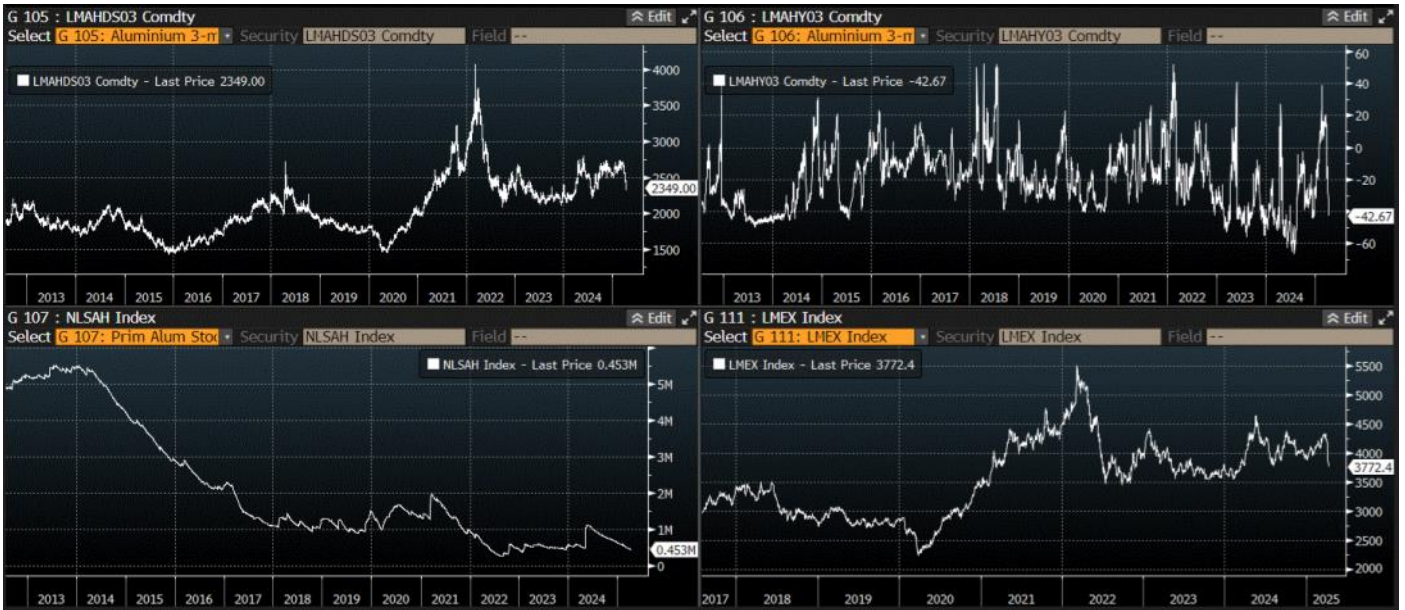 G 105 : LMAHDS03 Comdty
Edit
Select G 105: Aluminium 3-m Security LMAHDS03 Comdty Field --
LMAHDS03 Comdty - Last Price 2349.00
4000
3500
3000
2500
2349.00
2000
1500
2013 2014 2015 2016 2017 2018 2019 2020 2021 2022 2023 2024
G 106 : LMAHY03 Comdty
Edit
Select G 106: Aluminium 3-m Security LMAHY03 Comdty Field --
LMAHY03 Comdty - Last Price -42.67
60
40
20
0
-20
-42.67
-60
2013 2014 2015 2016 2017 2018 2019 2020 2021 2022 2023 2024
G 107 : NLSAH Index
Edit
Select G 107: Prim Alum Stoc Security NLSAH Index Field --
NLSAH Index - Last Price 0.453M
5M
4M
3M
2M
1M
0.453M
0
2013 2014 2015 2016 2017 2018 2019 2020 2021 2022 2023 2024
G 111 : LMEX Index
Edit
Select G 111: LMEX Index Security LMEX Index Field --
LMEX Index - Last Price 3772.4
5500
5000
4500
4000
3772.4
3500
3000
2500
2000
2017 2018 2019 2020 2021 2022 2023 2024 2025